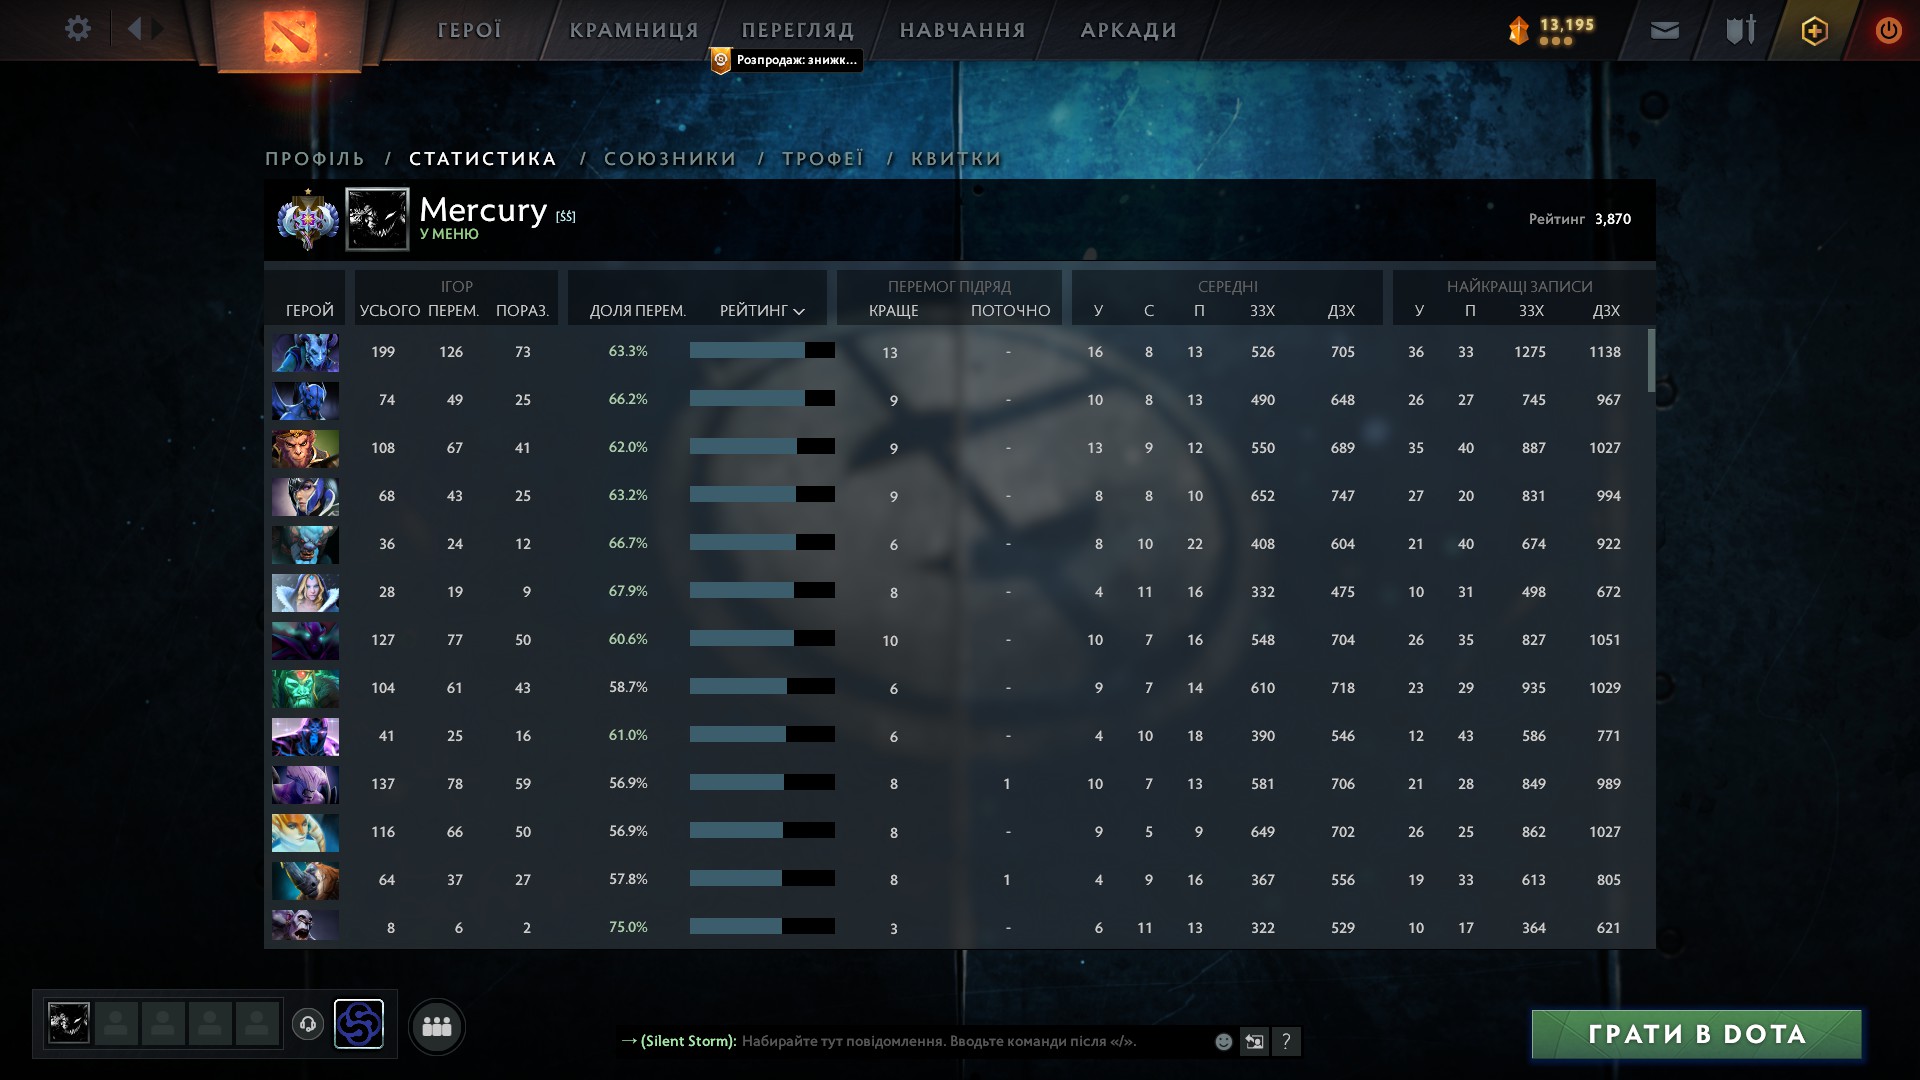 ГЕРОЇ КРАМНИЦЯ ПЕРЕГЛЯД НАВЧАННЯ АРКАДИ 13,195
Розпродаж: знижк...
ПРОФІЛЬ / СТАТИСТИКА / СОЮЗНИКИ / ТРОФЕЇ / КВИТКИ
Mercury [ŚŚ]
У МЕНЮ
Рейтинг 3,870
ІГОР ПЕРЕМОГ ПІДРЯД СЕРЕДНІ НАЙКРАЩІ ЗАПИСИ
ГЕРОЙ УСЬОГО ПЕРЕМ. ПОРАЗ. ДОЛЯ ПЕРЕМ. РЕЙТИНГ КРАЩЕ ПОТОЧНО У С П ЗЗХ ДЗХ У П ЗЗХ ДЗХ
199 126 73 63.3% 13 - 16 8 13 526 705 36 33 1275 1138
74 49 25 66.2% 9 - 10 8 13 490 648 26 27 745 967
108 67 41 62.0% 9 - 13 9 12 550 689 35 40 887 1027
68 43 25 63.2% 9 - 8 8 10 652 747 27 20 831 994
36 24 12 66.7% 6 - 8 10 22 408 604 21 40 674 922
28 19 9 67.9% 8 - 4 11 16 332 475 10 31 498 672
127 77 50 60.6% 10 - 10 7 16 548 704 26 35 827 1051
104 61 43 58.7% 6 - 9 7 14 610 718 23 29 935 1029
41 25 16 61.0% 6 - 4 10 18 390 546 12 43 586 771
137 78 59 56.9% 8 1 10 7 13 581 706 21 28 849 989
116 66 50 56.9% 8 - 9 5 9 649 702 26 25 862 1027
64 37 27 57.8% 8 1 4 9 16 367 556 19 33 613 805
8 6 2 75.0% 3 - 6 11 13 322 529 10 17 364 621
→ (Silent Storm): Набирайте тут повідомлення. Вводьте команди після «/». ?
ГРАТИ В DOTA